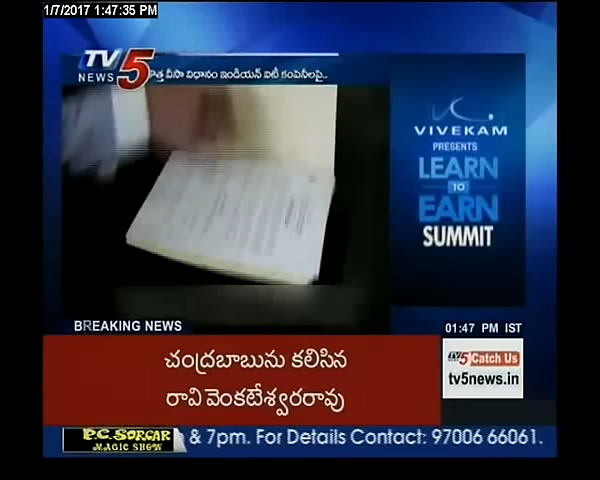 1/7/2017 1:47:35 PM
TV5 NEWS
త్త వీసా విధానం ఇండియన్ ఐటీ కంపెనీలపై..
VIVEKAM
PRESENTS
LEARN
TO
EARN
SUMMIT
BREAKING NEWS
01:47 PM IST
చంద్రబాబును కలిసిన
రావి వెంకటేశ్వరరావు
TV5 Catch Us
tv5news.in
P.C. SORCAR
MAGIC SHOW
& 7pm. For Details Contact: 97006 66061.